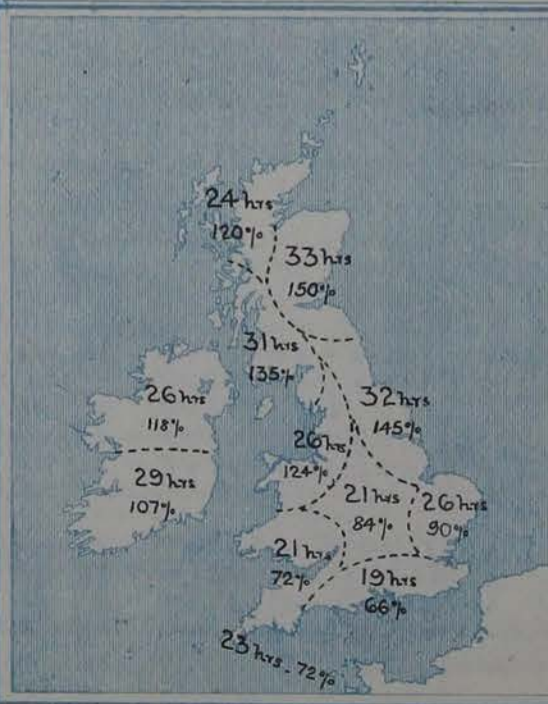 24 hrs
120%
33 hrs
150%
31 hrs
135%
26 hrs
118%
32 hrs
145%
26 hrs
124%
29 hrs
107%
21 hrs
84%
26 hrs
90%
21 hrs
72%
19 hrs
66%
23 hrs. 72%